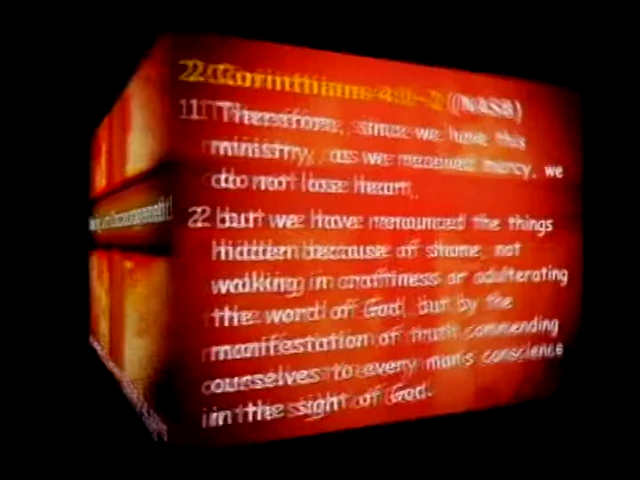 2 Corinthians 4:1-2 (NASB)
1 Therefore, since we have this
ministry, as we received mercy, we
do not lose heart,
2 but we have renounced the things
hidden because of shame, not
walking in craftiness or adulterating
the word of God, but by the
manifestation of truth commending
ourselves to every man's conscience
in the sight of God.